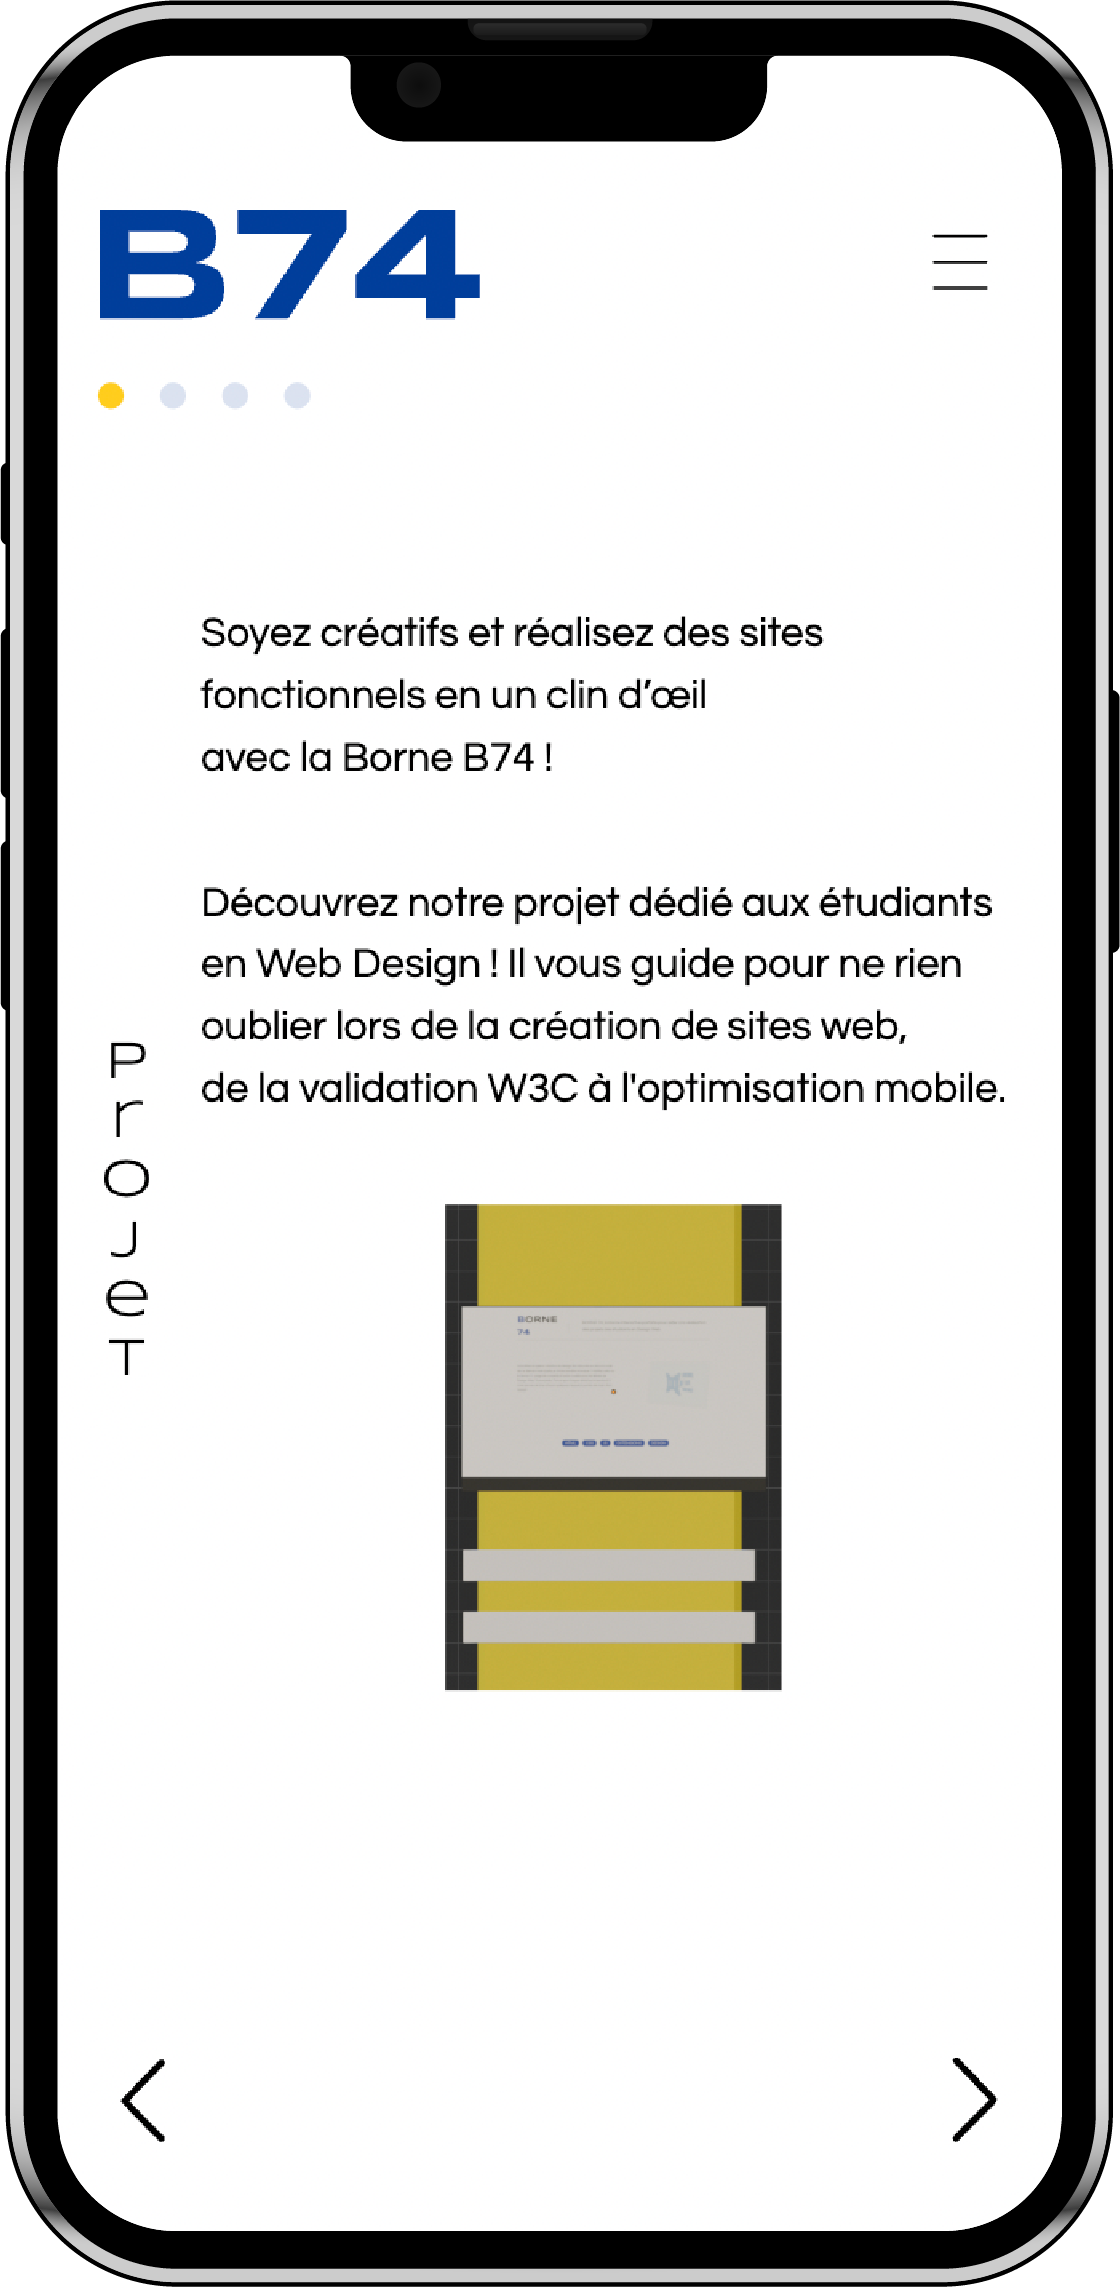 B74
Soyez créatifs et réalisez des sites
fonctionnels en un clin d’œil
avec la Borne B74 !
Découvrez notre projet dédié aux étudiants
en Web Design ! Il vous guide pour ne rien
oublier lors de la création de sites web,
de la validation W3C à l'optimisation mobile.
Projet
BORNE
74